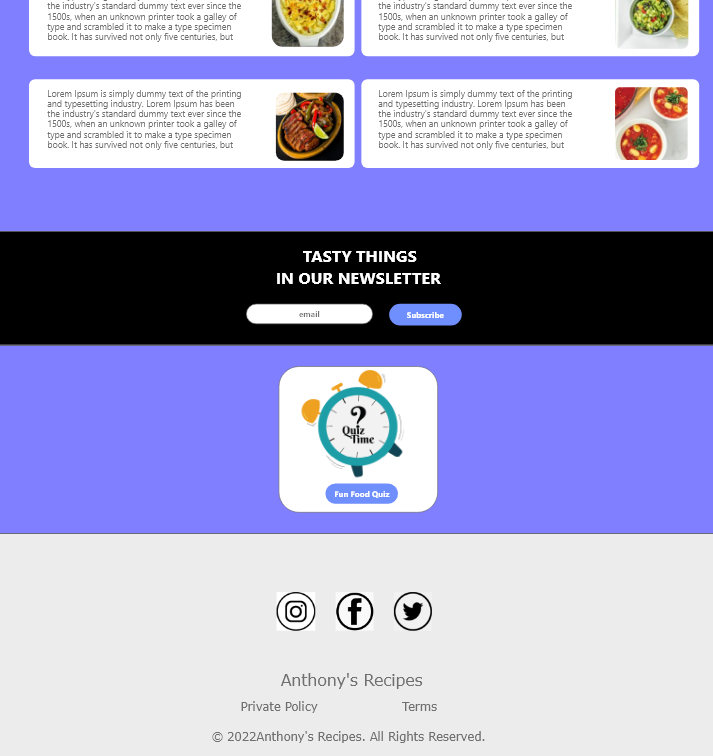 the industry's standard dummy text ever since the
1500s, when an unknown printer took a galley of
type and scrambled it to make a type specimen
book. It has survived not only five centuries, but
the industry's standard dummy text ever since the
1500s, when an unknown printer took a galley of
type and scrambled it to make a type specimen
book. It has survived not only five centuries, but
Lorem Ipsum is simply dummy text of the printing
and typesetting industry. Lorem Ipsum has been
the industry's standard dummy text ever since the
1500s, when an unknown printer took a galley of
type and scrambled it to make a type specimen
book. It has survived not only five centuries, but
Lorem Ipsum is simply dummy text of the printing
and typesetting industry. Lorem Ipsum has been
the industry's standard dummy text ever since the
1500s, when an unknown printer took a galley of
type and scrambled it to make a type specimen
book. It has survived not only five centuries, but
TASTY THINGS
IN OUR NEWSLETTER
email
Subscribe
?
Quiz
Time
Fun Food Quiz
Anthony's Recipes
Private Policy
Terms
© 2022Anthony's Recipes. All Rights Reserved.